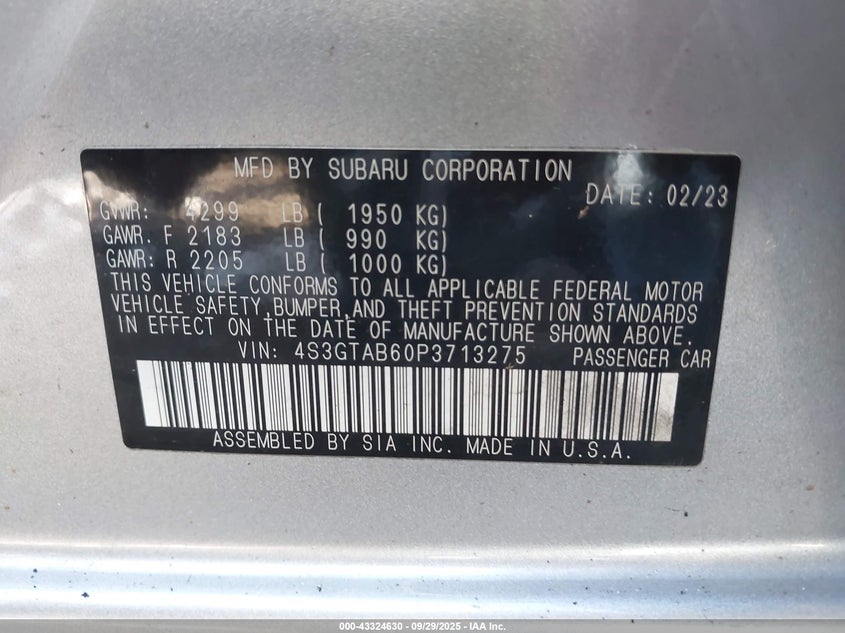 MFD BY SUBARU CORPORATION
DATE: 02/23
GVWR: 4299 LB ( 1950 KG)
GAWR. F 2183 LB ( 990 KG)
GAWR: R 2205 LB ( 1000 KG)
THIS VEHICLE CONFORMS TO ALL APPLICABLE FEDERAL MOTOR
VEHICLE SAFETY,BUMPER,AND THEFT PREVENTION STANDARDS
IN EFFECT ON THE DATE OF MANUFACTURE SHOWN ABOVE.
VIN: 4S3GTAB60P3713275 PASSENGER CAR
ASSEMBLED BY SIA INC. MADE IN U.S.A.
000-43324630 - 09/29/2025 - IAA Inc.